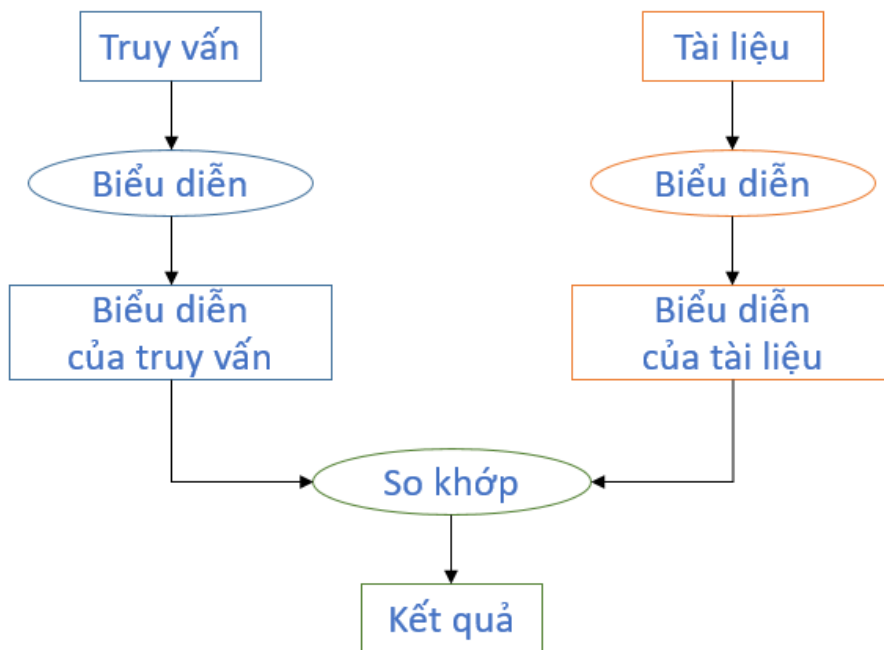 Truy vấn
Tài liệu
Biểu diễn
Biểu diễn
Biểu diễn
của truy vấn
Biểu diễn
của tài liệu
So khớp
Kết quả